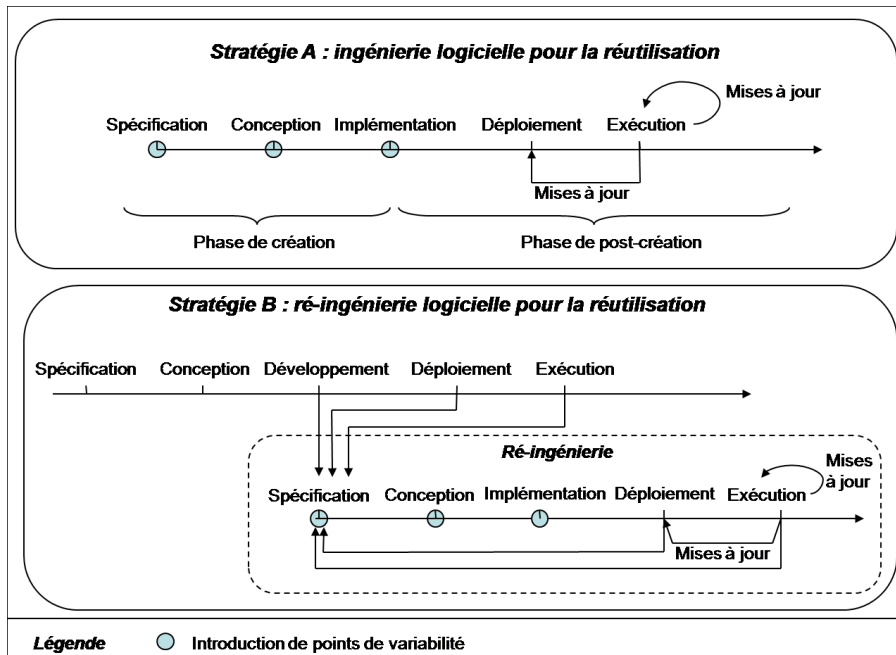 Stratégie A : ingénierie logicielle pour la réutilisation
Mises à jour
Spécification Conception Implémentation Déploiement Exécution
Mises à jour
Phase de création Phase de post-création
Stratégie B : ré-ingénierie logicielle pour la réutilisation
Spécification Conception Développement Déploiement Exécution
Ré-ingénierie
Mises
à jour
Spécification Conception Implémentation Déploiement Exécution
Mises à jour
Légende Introduction de points de variabilité